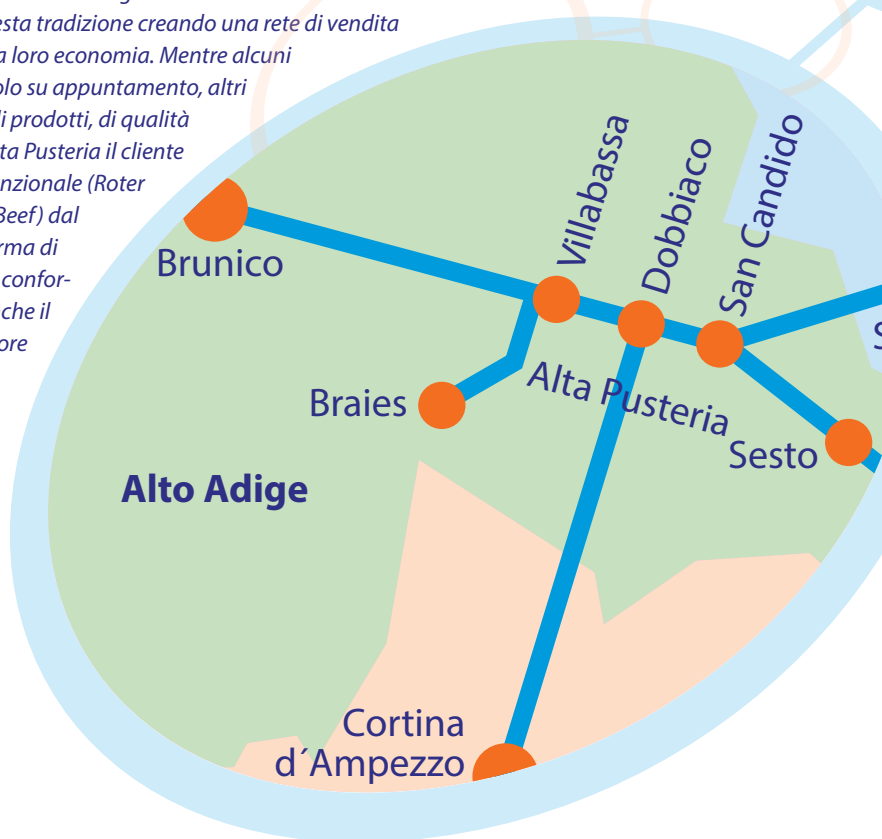 esta tradizione creando una rete di vendita
a loro economia. Mentre alcuni
olo su appuntamento, altri
li prodotti, di qualità
ta Pusteria il cliente
nzionale (Roter
Beef) dal
rma di
confor-
che il
ore
Villabassa
Dobbiaco
San Candido
Brunico
Braies
Alta Pusteria
Sesto
Alto Adige
Cortina
d´Ampezzo